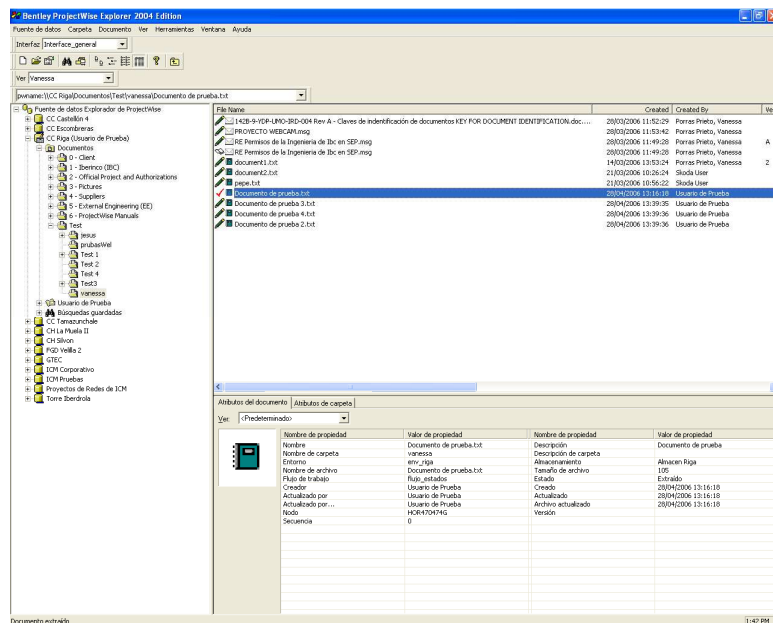 Bentley ProjectWise Explorer 2004 Edition
Fuente de datos Carpeta Documento Ver Herramientas Ventana Ayuda
Interfaz Interface_general
Ver Vanessa
pwname:\\CC Riga\Documentos\Test\vanessa\Documento de prueba.txt
Fuente de datos Explorador de ProjectWise
CC Castellón 4
CC Escombreras
CC Riga (Usuario de Prueba)
Documentos
0 - Client
1 - Iberinco (IBC)
2 - Official Project and Authorizations
3 - Pictures
4 - Suppliers
5 - External Engineering (EE)
6 - ProjectWise Manuals
Test
jesus
prubasWel
Test 1
Test 2
Test 4
Test3
vanessa
Usuario de Prueba
Búsquedas guardadas
CC Tamazunchale
CH La Muela II
CH Silvon
FGD Velilla 2
GTEC
ICM Corporativo
ICM Pruebas
Proyectos de Redes de ICM
Torre Iberdrola
File Name Created Created By Ve
142B-9-YDP-UMO-IRD-004 Rev A - Claves de indentificación de documentos KEY FOR DOCUMENT IDENTIFICATION.doc.... 28/03/2006 11:52:29 Porras Prieto, Vanessa
PROYECTO WEBCAM.msg 28/03/2006 11:53:42 Porras Prieto, Vanessa
RE Permisos de la Ingenieria de Ibc en SEP.msg 28/03/2006 11:49:28 Porras Prieto, Vanessa A
RE Permisos de la Ingenieria de Ibc en SEP.msg 28/03/2006 11:49:28 Porras Prieto, Vanessa
document1.txt 14/03/2006 13:53:24 Porras Prieto, Vanessa 2
document2.txt 21/03/2006 10:26:24 Skoda User
pepe.txt 21/03/2006 10:56:22 Skoda User
Documento de prueba.txt 28/04/2006 13:16:18 Usuario de Prueba
Documento de prueba 3.txt 28/04/2006 13:39:35 Usuario de Prueba
Documento de prueba 4.txt 28/04/2006 13:39:36 Usuario de Prueba
Documento de prueba 2.txt 28/04/2006 13:39:36 Usuario de Prueba
Atributos del documento Atributos de carpeta
Ver <Predeterminado>
Nombre de propiedad Valor de propiedad Nombre de propiedad Valor de propiedad
Nombre Documento de prueba.txt Descripción Documento de prueba
Nombre de carpeta vanessa Descripción de carpeta
Entorno env_riga Almacenamiento Almacen Riga
Nombre de archivo Documento de prueba.txt Tamaño de archivo 105
Flujo de trabajo flujo_estados Estado Extraído
Creador Usuario de Prueba Creado 28/04/2006 13:16:18
Actualizado por Usuario de Prueba Actualizado 28/04/2006 13:16:18
Actualizado por... Usuario de Prueba Archivo actualizado 28/04/2006 13:16:18
Nodo HOR470474G Versión
Secuencia 0
Documento extraído 1:42 PM